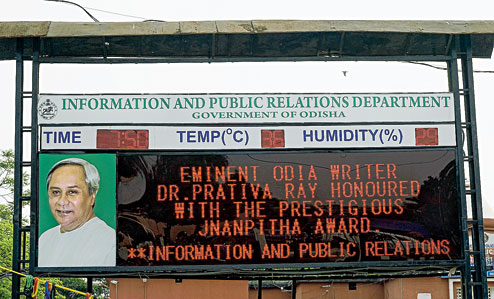 INFORMATION AND PUBLIC RELATIONS DEPARTMENT
GOVERNMENT OF ODISHA
TIME TEMP(°C) HUMIDITY(%)
EMINENT ODIA WRITER
DR.PRATIVA RAY HONOURED
WITH THE PRESTIGIOUS
JNANPITHA AWARD.
**INFORMATION AND PUBLIC RELATIONS